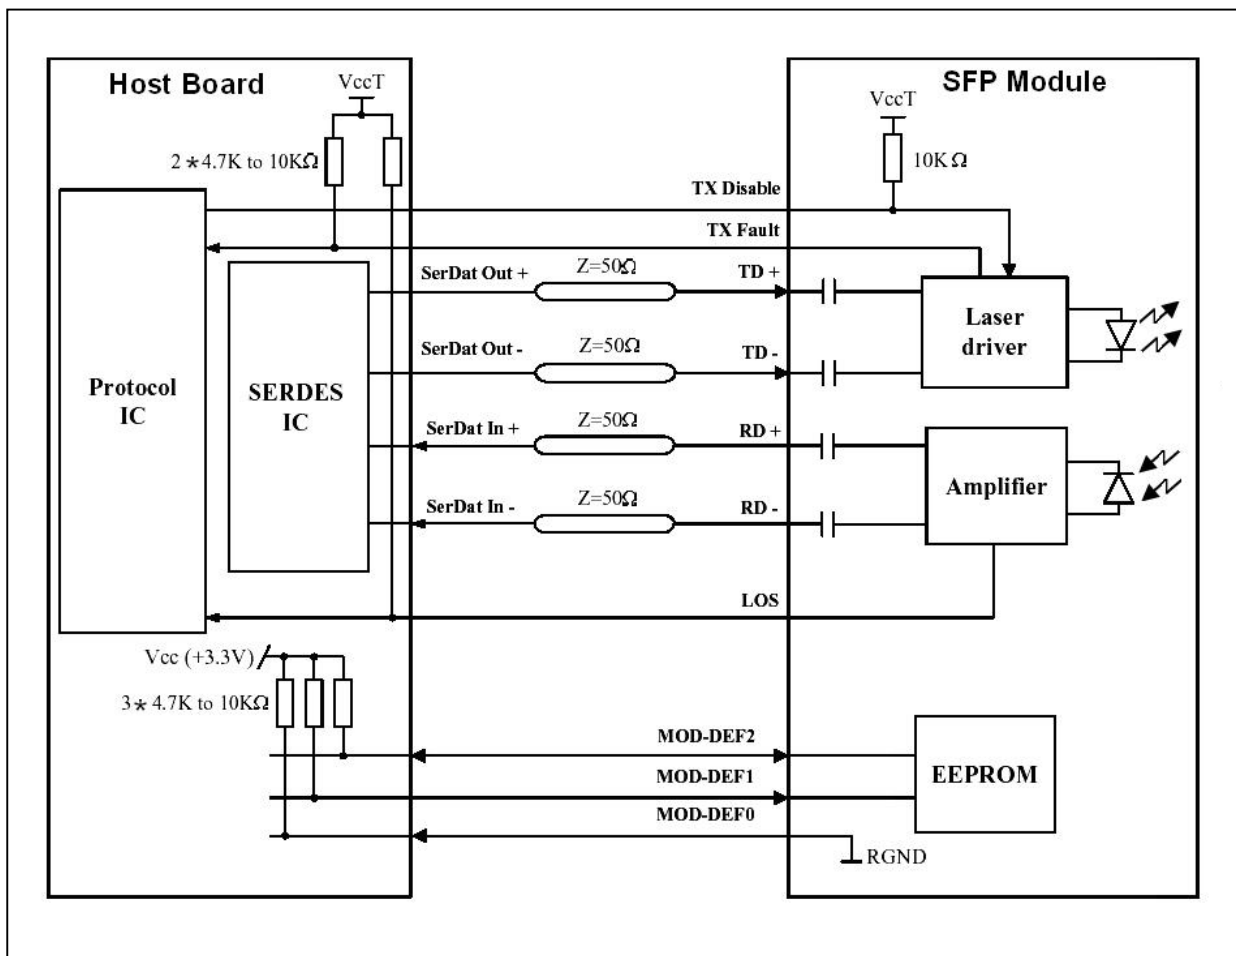 Host Board
SFP Module
VccT
VccT
2*4.7K to 10KΩ
10KΩ
TX Disable
TX Fault
SerDat Out +
Z=50Ω
TD +
Laser
driver
SerDat Out -
Z=50Ω
TD -
Protocol
IC
SERDES
IC
SerDat In +
Z=50Ω
RD +
Amplifier
SerDat In -
Z=50Ω
RD -
LOS
Vcc (+3.3V)
3*4.7K to 10KΩ
MOD-DEF2
MOD-DEF1
EEPROM
MOD-DEF0
RGND